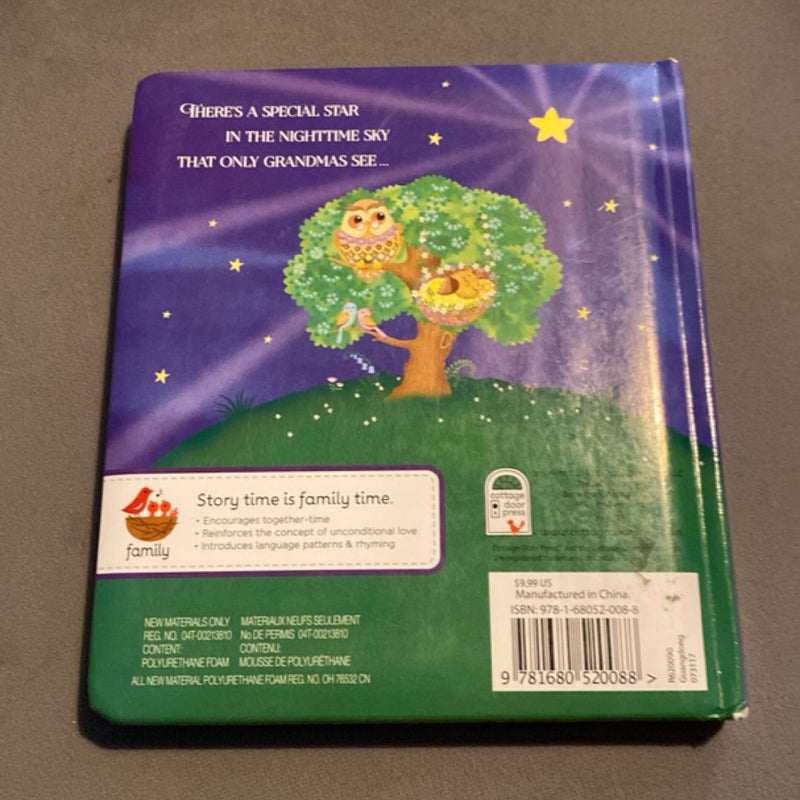 THERE'S A SPECIAL STAR
IN THE NIGHTTIME SKY
THAT ONLY GRANDMAS SEE...
family
Story time is family time.
• Encourages together-time
• Reinforces the concept of unconditional love
• Introduces language patterns & rhyming
cottage
door
press
$9.99 US
Manufactured in China.
ISBN: 978-1-68052-008-8
9 781680 520088 >
R620090
Guangdong
073117
NEW MATERIALS ONLY
REG. NO. 04T-00213810
CONTENT:
POLYURETHANE FOAM
MATERIAUX NEUFS SEULEMENT
No DE PERMIS 04T-00213810
CONTENU:
MOUSSE DE POLYURÉTHANE
ALL NEW MATERIAL POLYURETHANE FOAM REG. NO. OH 76532 CN